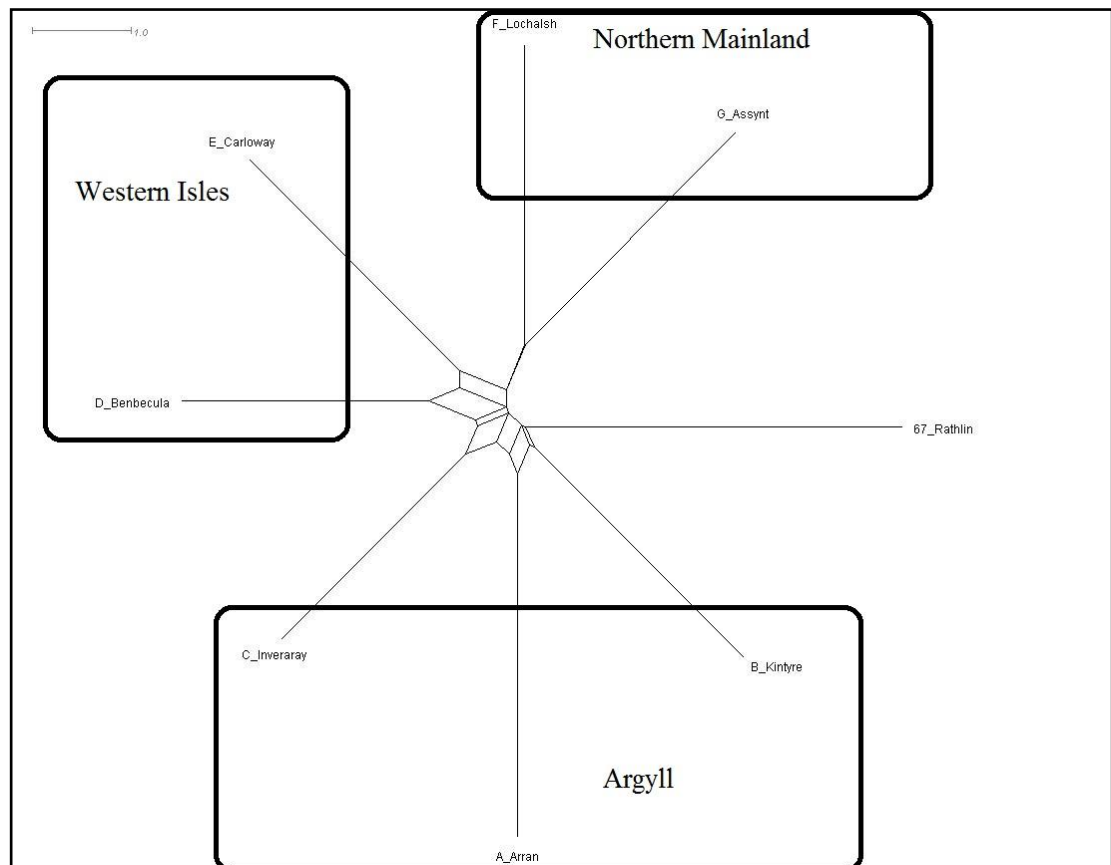 F_Lochalsh
1.0
Northern Mainland
G_Assynt
E_Carloway
Western Isles
D_Benbecula
67_Rathlin
C_Inveraray
B_Kintyre
Argyll
A_Arran